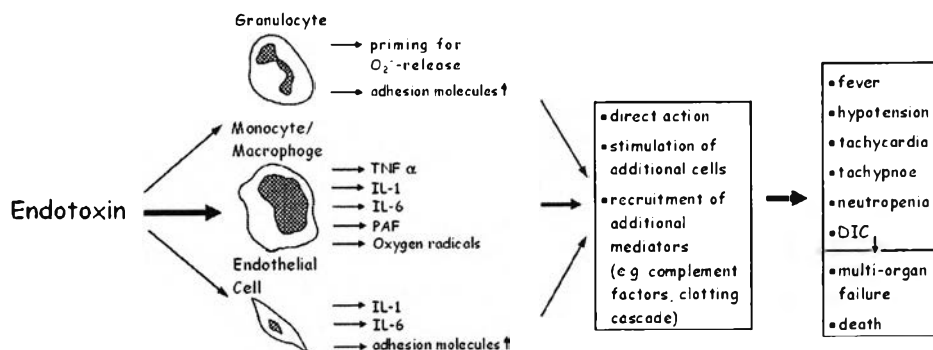 Granulocyte
priming for
O₂⁻-release
adhesion molecules ↑
Monocyte/
Macrophoge
TNF α
IL-1
IL-6
PAF
Oxygen radicals
Endotoxin
Endothelial
Cell
IL-1
IL-6
adhesion molecules ↑
• direct action
• stimulation of
additional cells
• recruitment of
additional
mediators
(e g complement
factors, clotting
cascade)
• fever
• hypotension
• tachycardia
• tachypnoe
• neutropenia
• DIC
• multi-organ
failure
• death